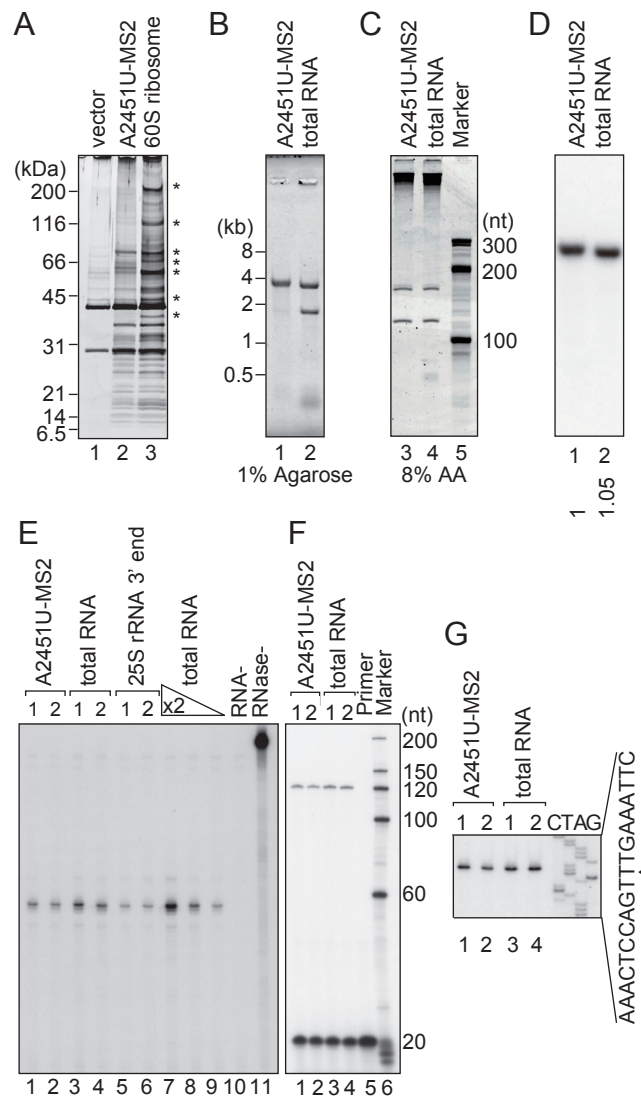 A
vector
A2451U-MS2
60S ribosome
(kDa)
200
116
66
45
31
21
14
6.5
*
*
*
*
*
*
*
1 2 3
B
A2451U-MS2
total RNA
(kb)
8
4
2
1
0.5
1 2
1% Agarose
C
A2451U-MS2
total RNA
Marker
(nt)
300
200
100
3 4 5
8% AA
D
A2451U-MS2
total RNA
1 2
1
1.05
E
A2451U-MS2
total RNA
25S rRNA 3' end
total RNA
RNA-
RNase-
1 2 1 2 1 2 x2
1 2 3 4 5 6 7 8 9 10 11
F
A2451U-MS2
total RNA
Primer
Marker
1 2 1 2
(nt)
200
150
120
100
60
20
1 2 3 4 5 6
G
A2451U-MS2
total RNA
1 2 1 2 CTAG
AAACTCCAGTTTGAAATTC
1 2 3 4